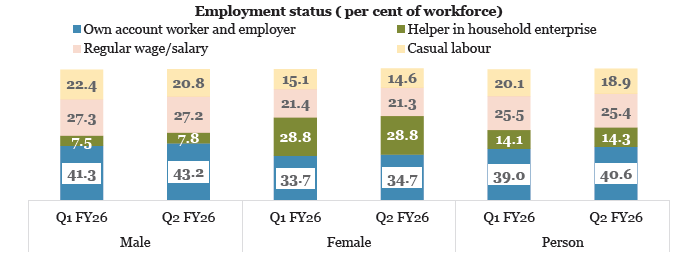 Employment status ( per cent of workforce)
Own account worker and employer Helper in household enterprise
Regular wage/salary Casual labour
22.4 20.8 15.1 14.6 20.1 18.9
27.3 27.2 21.4 21.3 25.5 25.4
7.5 7.8 28.8 28.8 14.1 14.3
41.3 43.2 33.7 34.7 39.0 40.6
Q1 FY26 Q2 FY26 Q1 FY26 Q2 FY26 Q1 FY26 Q2 FY26
Male Female Person